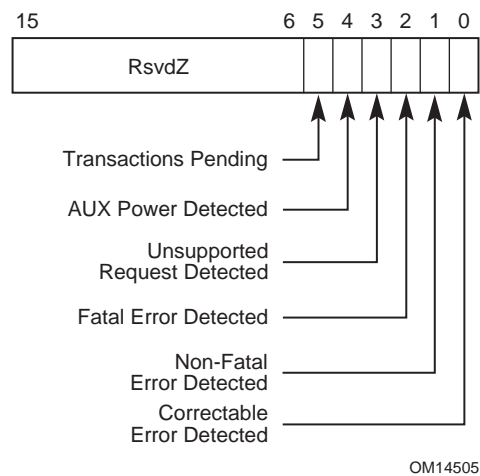 15 6 5 4 3 2 1 0
RsvdZ
Transactions Pending
AUX Power Detected
Unsupported
Request Detected
Fatal Error Detected
Non-Fatal
Error Detected
Correctable
Error Detected
OM14505